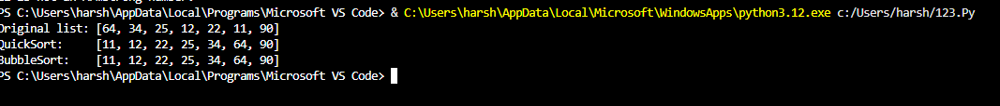 PS C:\Users\harsh\AppData\Local\Programs\Microsoft VS Code> & C:\Users\harsh\AppData\Local\Microsoft\WindowsApps\python3.12.exe c:/Users/harsh/123.Py
Original list: [64, 34, 25, 12, 22, 11, 90]
QuickSort:    [11, 12, 22, 25, 34, 64, 90]
BubbleSort:   [11, 12, 22, 25, 34, 64, 90]
PS C:\Users\harsh\AppData\Local\Programs\Microsoft VS Code>